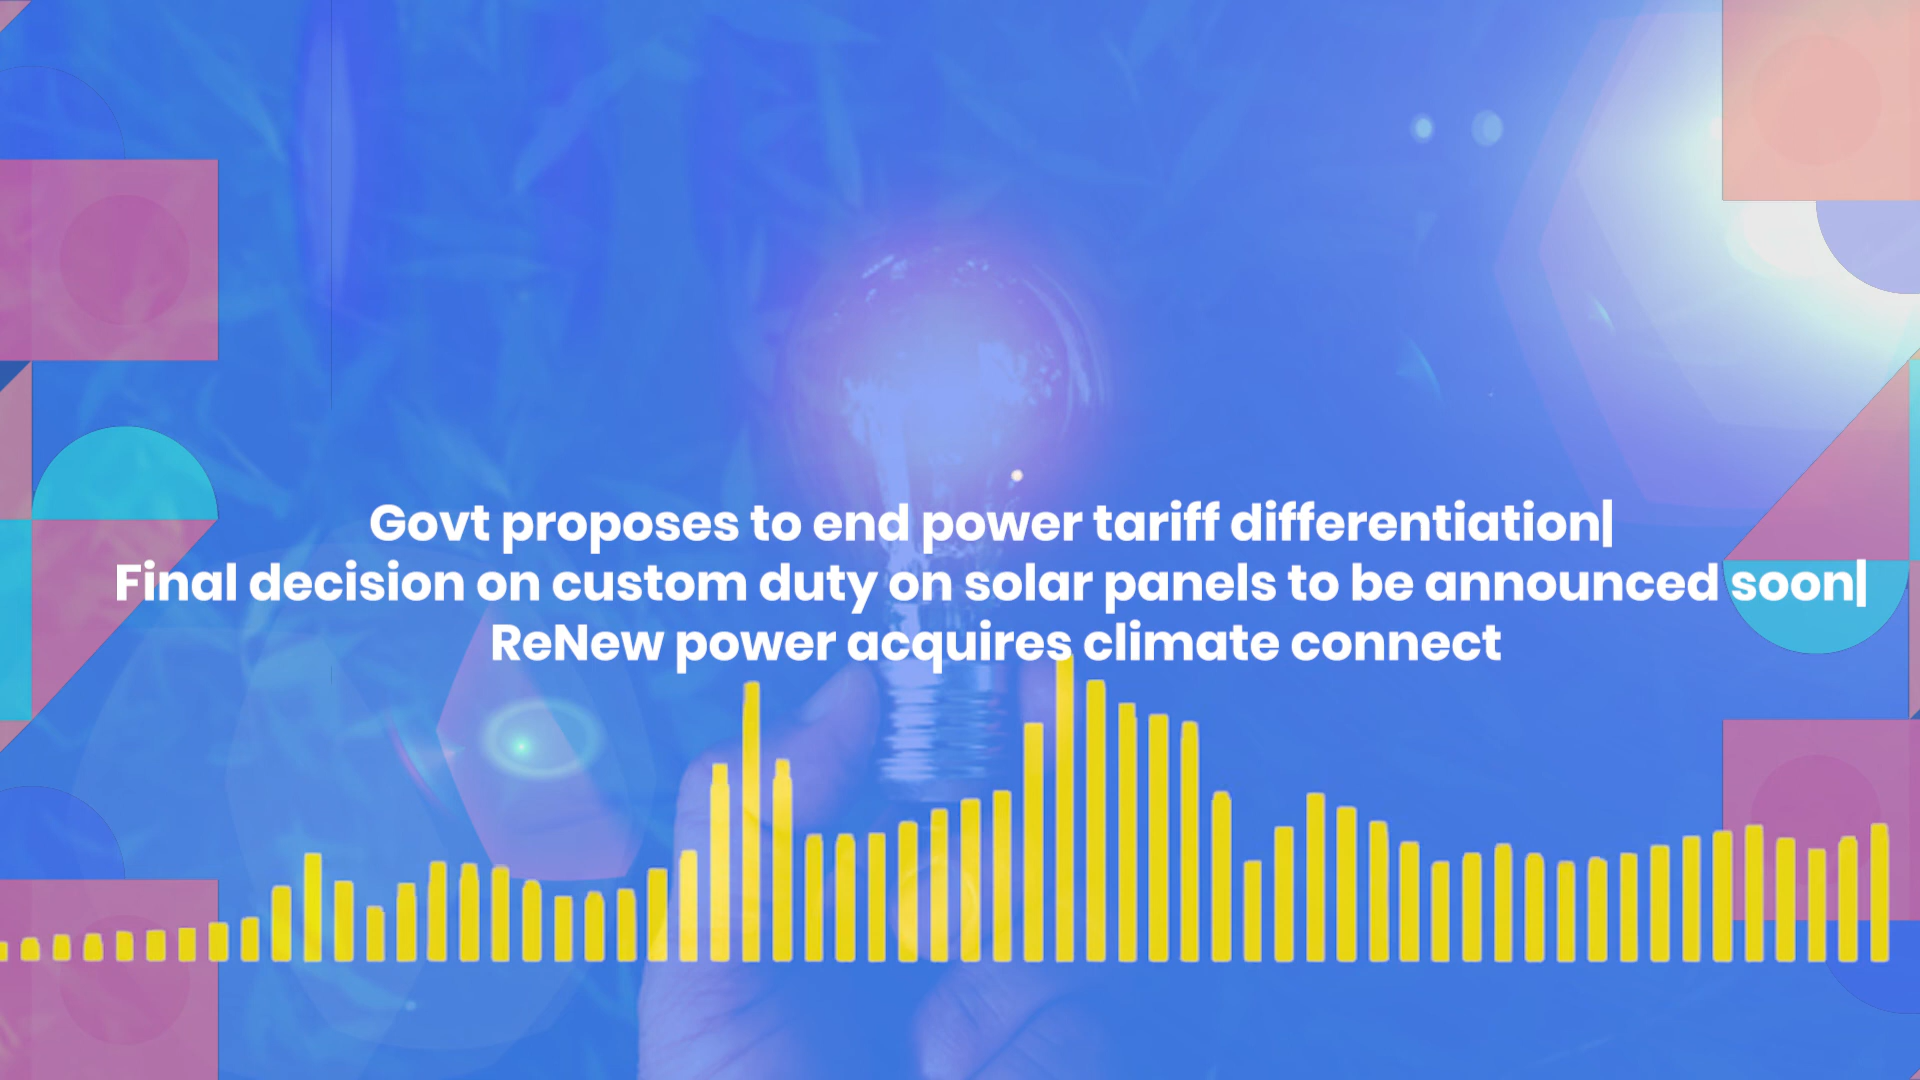 Govt proposes to end power tariff differentiation|
Final decision on custom duty on solar panels to be announced soon|
ReNew power acquires climate connect